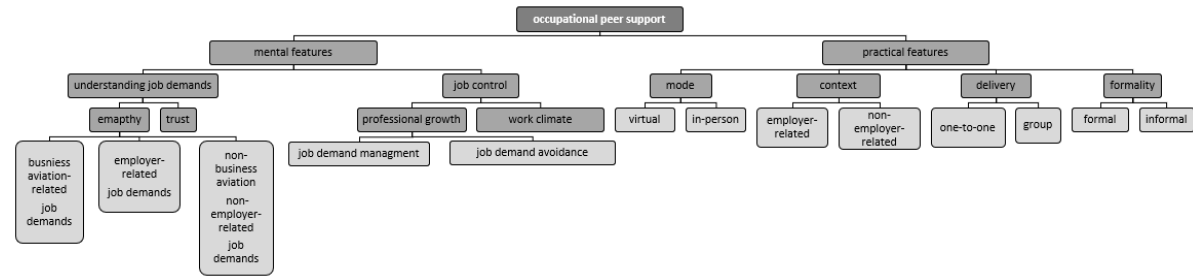 occupational peer support
mental features
practical features
understanding job demands
job control
mode
context
delivery
formality
emapthy
trust
professional growth
work climate
virtual
in-person
employer-
related
non-
employer-
related
one-to-one
group
formal
informal
job demand managment
job demand avoidance
busniess
aviation-
related
job
demands
employer-
related
job demands
non-
business
aviation
non-
employer-
related
job
demands